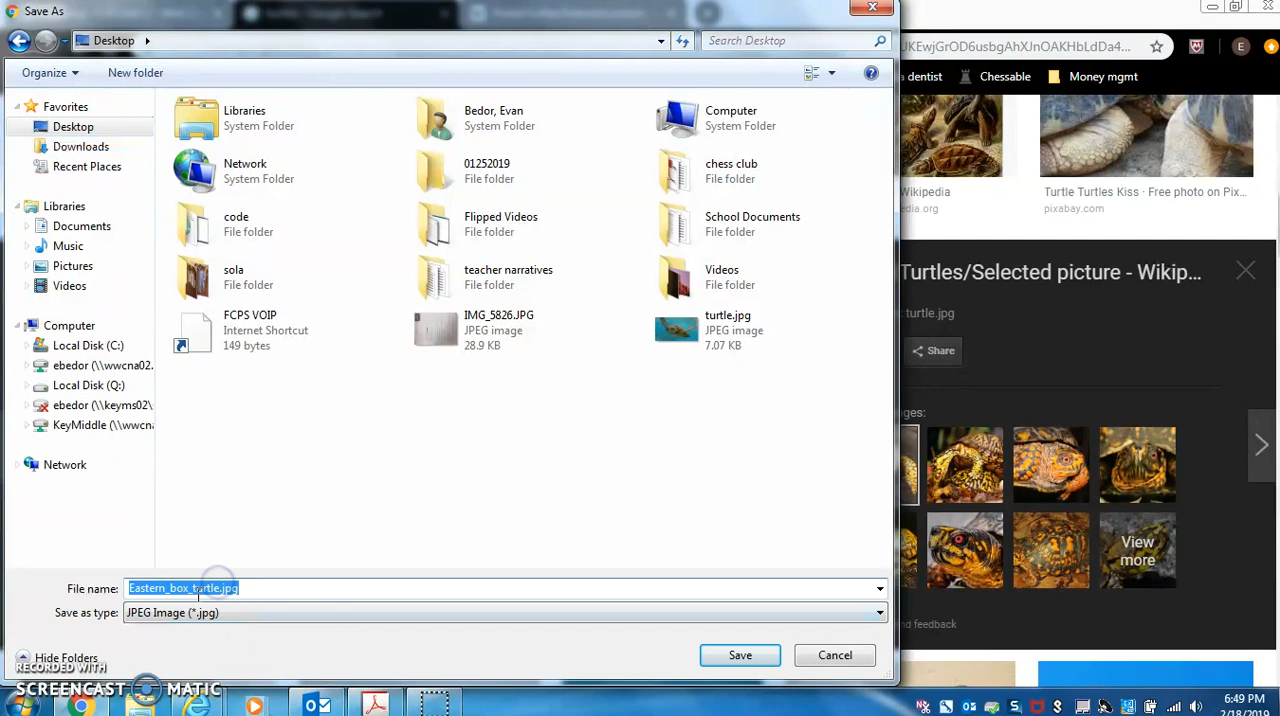 Save As
Desktop
Search Desktop
Organize
New folder
Favorites
Desktop
Downloads
Recent Places
Libraries
Documents
Music
Pictures
Videos
Computer
Local Disk (C:)
ebedor (\\wwcna02.
Local Disk (Q:)
ebedor (\\keyms02\
KeyMiddle (\\wwcna
Network
Libraries
System Folder
Bedor, Evan
System Folder
Computer
System Folder
Network
System Folder
01252019
File folder
chess club
File folder
code
File folder
Flipped Videos
File folder
School Documents
File folder
sola
File folder
teacher narratives
File folder
Videos
File folder
FCPS VOIP
Internet Shortcut
149 bytes
IMG_5826.JPG
JPEG image
28.9 KB
turtle.jpg
JPEG image
7.07 KB
File name: Eastern_box_turtle.jpg
Save as type: JPEG Image (*.jpg)
Hide Folders
Save
Cancel
UKEwjGrOD6usbgAhXJnOAKHbLdDa4...
E
a dentist
Chessable
Money mgmt
Wikipedia
pedia.org
Turtle Turtles Kiss · Free photo on Pix...
pixabay.com
Turtles/Selected picture - Wikip...
turtle.jpg
Share
ages:
View
more
nd feedback
RECORDED WITH
SCREENCAST MATIC
6:49 PM
2/18/2019